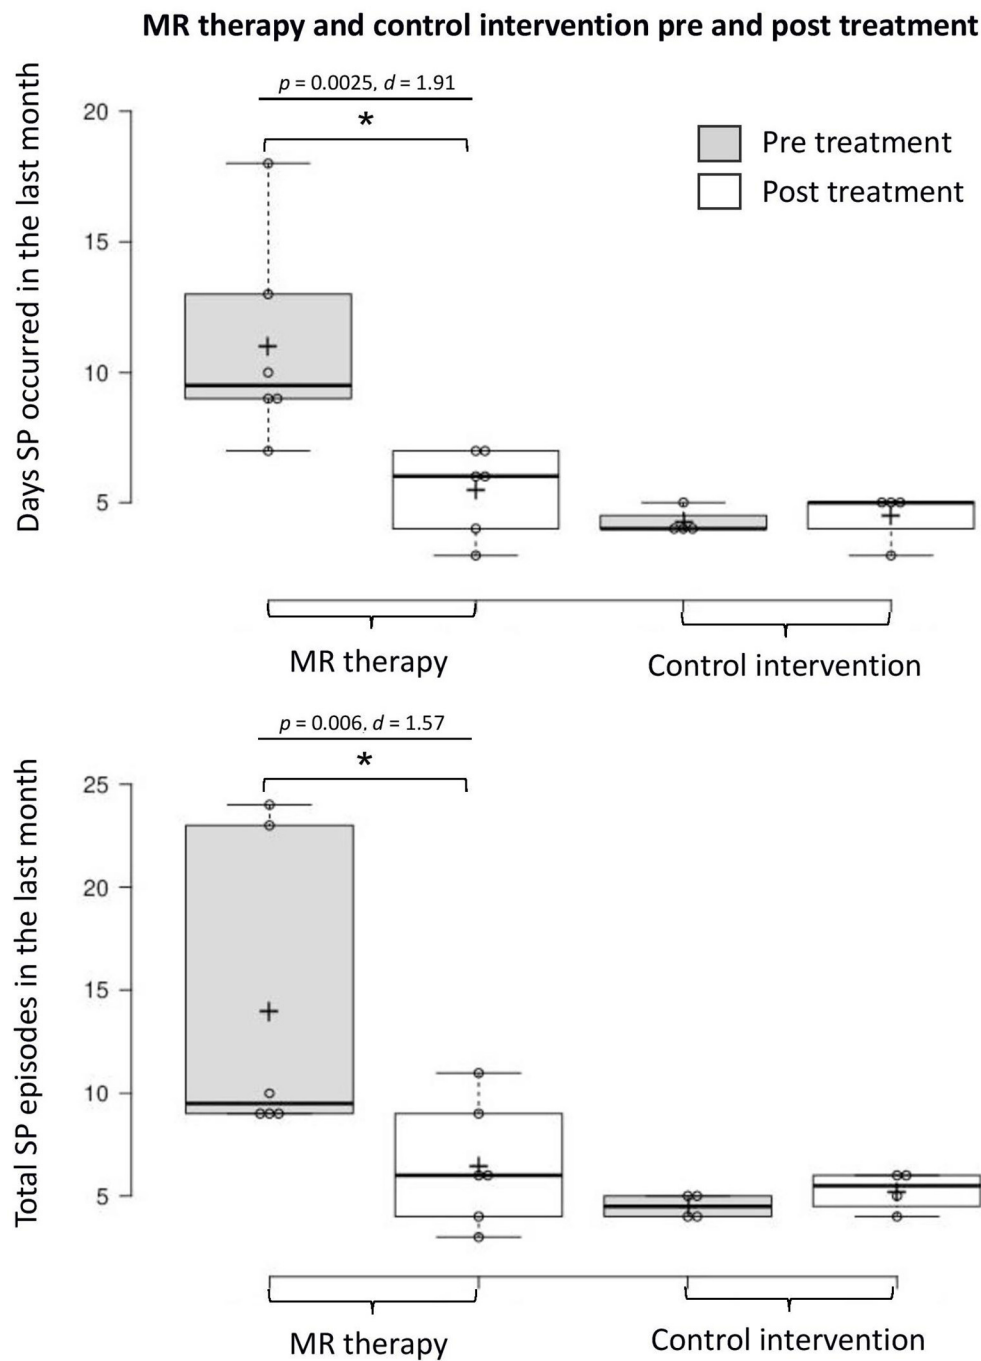 MR therapy and control intervention pre and post treatment
Days SP occurred in the last month
p = 0.0025, d = 1.91
*
20
15
10
5
Pre treatment
Post treatment
MR therapy
Control intervention
Total SP episodes in the last month
p = 0.006, d = 1.57
*
25
20
15
10
5
MR therapy
Control intervention